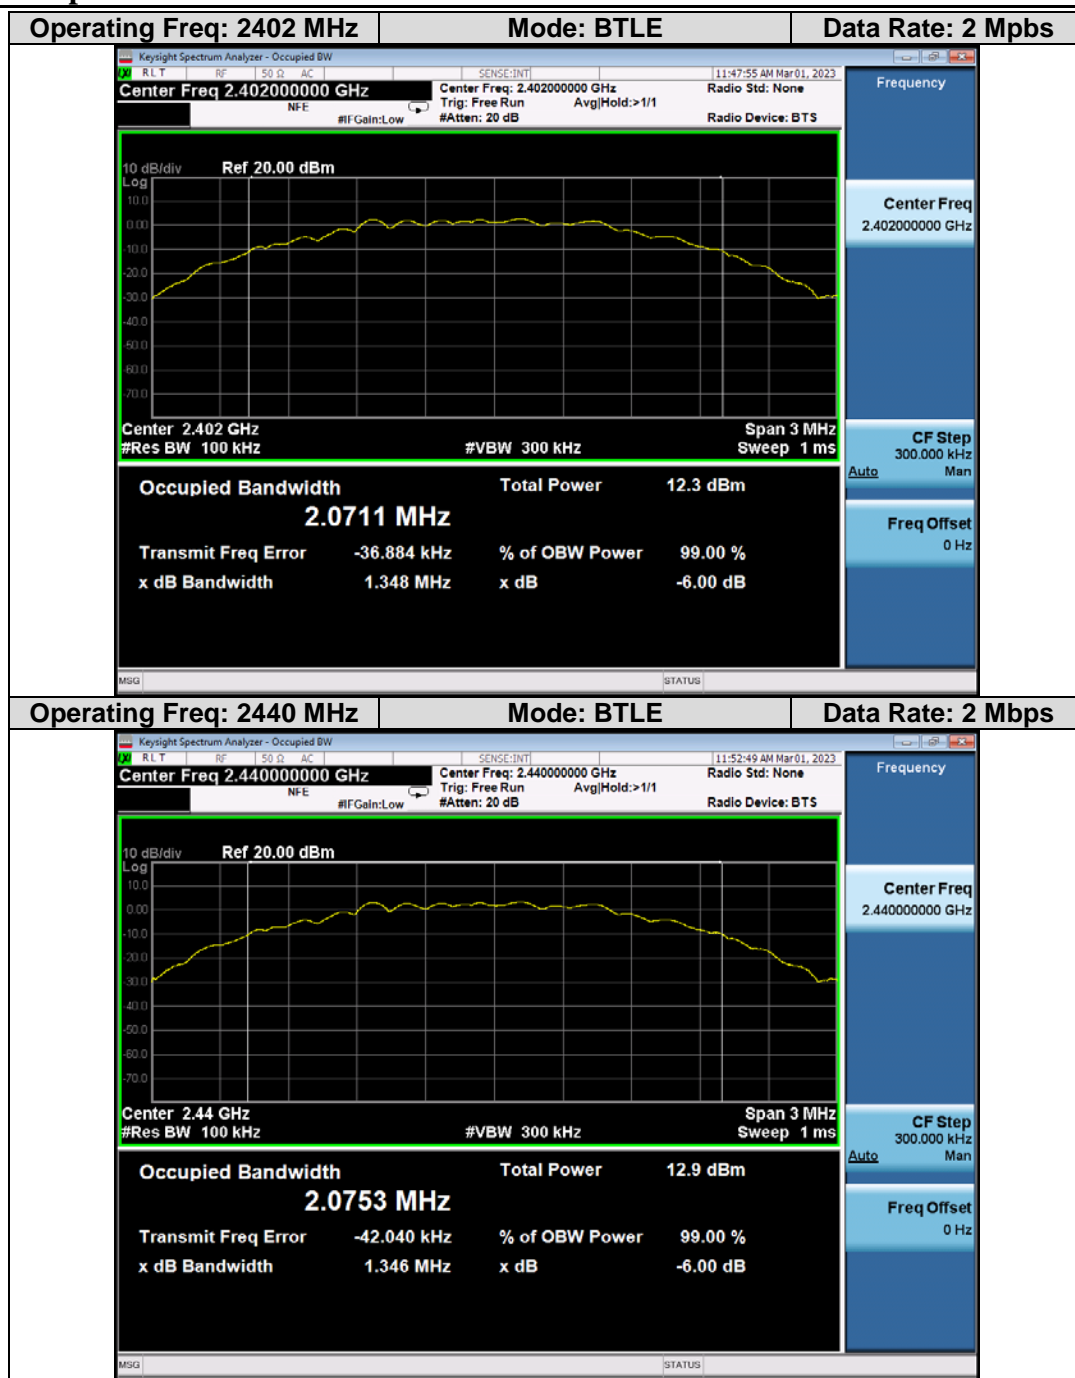 Operating Freq: 2402 MHz Mode: BTLE Data Rate: 2 Mpbs
Keysight Spectrum Analyzer - Occupied BW
RLT RF 50 Ω AC SENSE:INT 11:47:55 AM Mar 01, 2023
Center Freq 2.402000000 GHz Center Freq: 2.402000000 GHz Radio Std: None Frequency
NFE Trig: Free Run Avg|Hold:>1/1
#IFGain:Low #Atten: 20 dB Radio Device: BTS
10 dB/div Ref 20.00 dBm
Log
10.0
0.00
-10.0
-20.0
-30.0
-40.0
-50.0
-60.0
-70.0
Center Freq
2.402000000 GHz
Center 2.402 GHz Span 3 MHz
#Res BW 100 kHz #VBW 300 kHz Sweep 1 ms
CF Step
300.000 kHz
Auto Man
Occupied Bandwidth Total Power 12.3 dBm
2.0711 MHz
Transmit Freq Error -36.884 kHz % of OBW Power 99.00 %
x dB Bandwidth 1.348 MHz x dB -6.00 dB
Freq Offset
0 Hz
MSG STATUS
Operating Freq: 2440 MHz Mode: BTLE Data Rate: 2 Mbps
Keysight Spectrum Analyzer - Occupied BW
RLT RF 50 Ω AC SENSE:INT 11:52:49 AM Mar 01, 2023
Center Freq 2.440000000 GHz Center Freq: 2.440000000 GHz Radio Std: None Frequency
NFE Trig: Free Run Avg|Hold:>1/1
#IFGain:Low #Atten: 20 dB Radio Device: BTS
10 dB/div Ref 20.00 dBm
Log
10.0
0.00
-10.0
-20.0
-30.0
-40.0
-50.0
-60.0
-70.0
Center Freq
2.440000000 GHz
Center 2.44 GHz Span 3 MHz
#Res BW 100 kHz #VBW 300 kHz Sweep 1 ms
CF Step
300.000 kHz
Auto Man
Occupied Bandwidth Total Power 12.9 dBm
2.0753 MHz
Transmit Freq Error -42.040 kHz % of OBW Power 99.00 %
x dB Bandwidth 1.346 MHz x dB -6.00 dB
Freq Offset
0 Hz
MSG STATUS